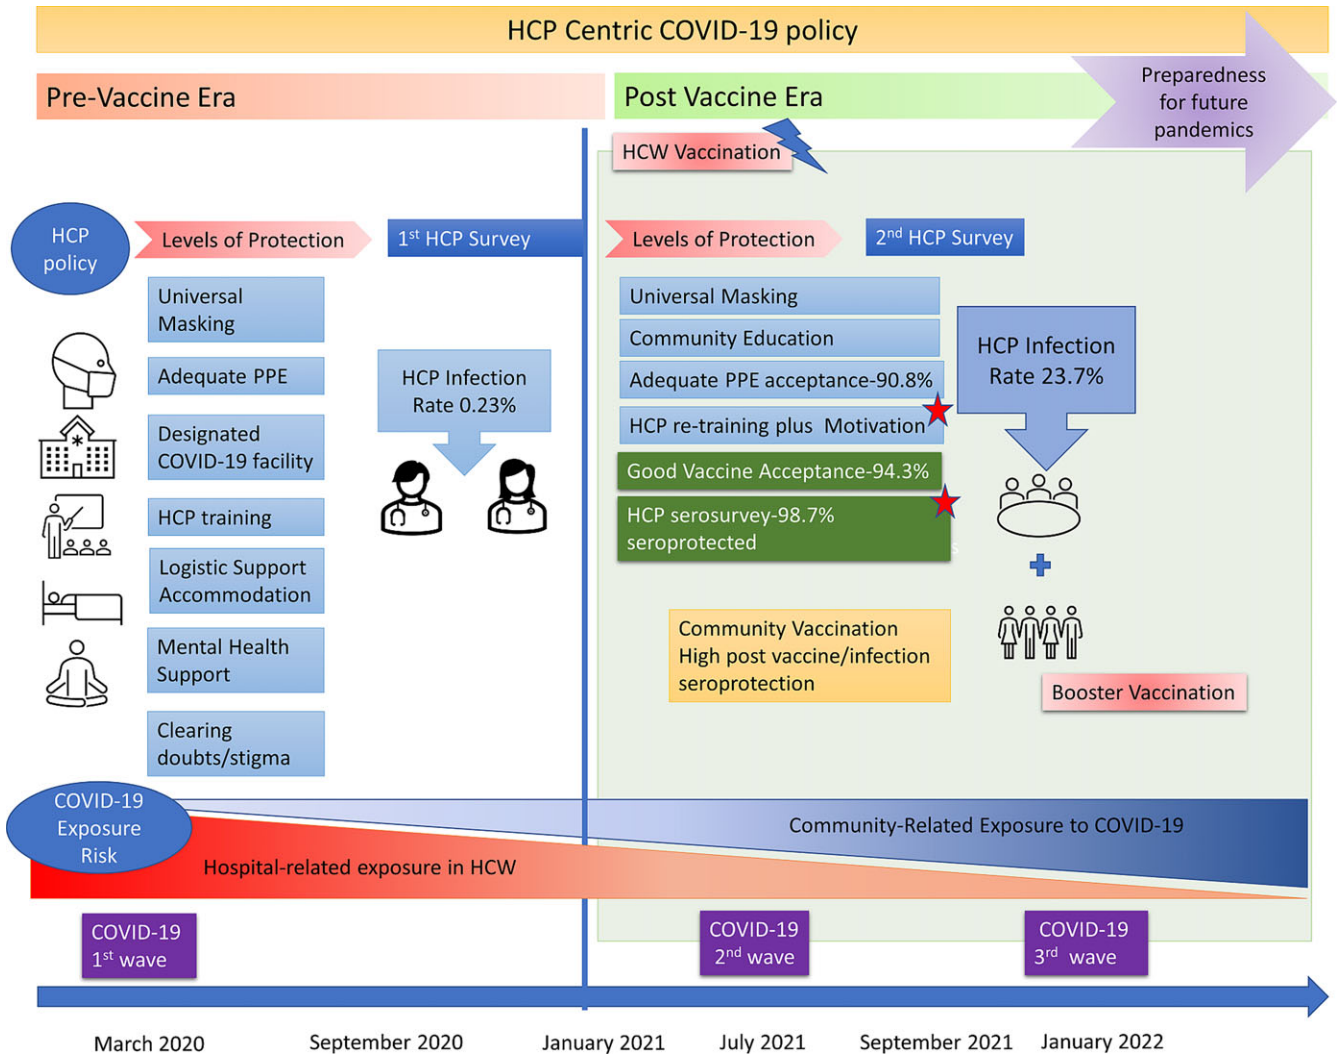 HCP Centric COVID-19 policy
Pre-Vaccine Era
Post Vaccine Era
Preparedness
for future
pandemics
HCW Vaccination
HCP
policy
Levels of Protection
1st HCP Survey
Levels of Protection
2nd HCP Survey
Universal
Masking
Adequate PPE
Designated
COVID-19 facility
HCP training
Logistic Support
Accommodation
Mental Health
Support
Clearing
doubts/stigma
HCP Infection
Rate 0.23%
Universal Masking
Community Education
Adequate PPE acceptance-90.8%
HCP re-training plus Motivation
Good Vaccine Acceptance-94.3%
HCP serosurvey-98.7%
seroprotected
s
HCP Infection
Rate 23.7%
Community Vaccination
High post vaccine/infection
seroprotection
Booster Vaccination
COVID-19
Exposure
Risk
Community-Related Exposure to COVID-19
Hospital-related exposure in HCW
COVID-19
1st wave
COVID-19
2nd wave
COVID-19
3rd wave
March 2020
September 2020
January 2021
July 2021
September 2021
January 2022